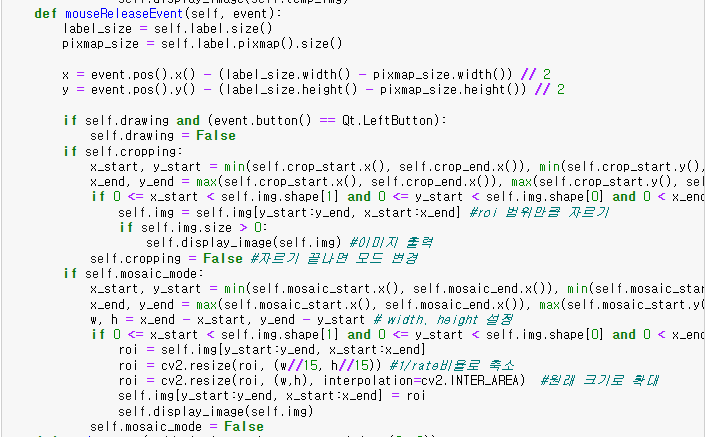 self.display_image(self.temp_img)
def mouseReleaseEvent(self, event):
label_size = self.label.size()
pixmap_size = self.label.pixmap().size()
x = event.pos().x() - (label_size.width() - pixmap_size.width()) // 2
y = event.pos().y() - (label_size.height() - pixmap_size.height()) // 2
if self.drawing and (event.button() == Qt.LeftButton):
self.drawing = False
if self.cropping:
x_start, y_start = min(self.crop_start.x(), self.crop_end.x()), min(self.crop_start.y(),
x_end, y_end = max(self.crop_start.x(), self.crop_end.x()), max(self.crop_start.y(), sel
if 0 <= x_start < self.img.shape[1] and 0 <= y_start < self.img.shape[0] and 0 < x_end
self.img = self.img[y_start:y_end, x_start:x_end] #roi 범위만큼 자르기
if self.img.size > 0:
self.display_image(self.img) #이미지 출력
self.cropping = False #자르기 끝나면 모드 변경
if self.mosaic_mode:
x_start, y_start = min(self.mosaic_start.x(), self.mosaic_end.x()), min(self.mosaic_start
x_end, y_end = max(self.mosaic_start.x(), self.mosaic_end.x()), max(self.mosaic_start.y(
w, h = x_end - x_start, y_end - y_start # width, height 설정
if 0 <= x_start < self.img.shape[1] and 0 <= y_start < self.img.shape[0] and 0 < x_end
roi = self.img[y_start:y_end, x_start:x_end]
roi = cv2.resize(roi, (w//15, h//15)) #1/rate비율로 축소
roi = cv2.resize(roi, (w,h), interpolation=cv2.INTER_AREA) #원래 크기로 확대
self.img[y_start:y_end, x_start:x_end] = roi
self.display_image(self.img)
self.mosaic_mode = False